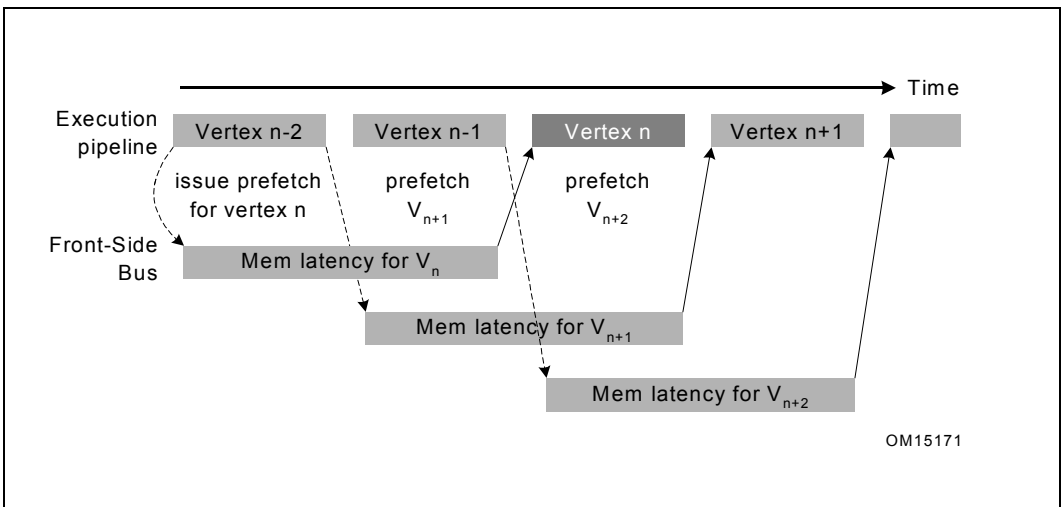 Time
Execution
pipeline
Vertex n-2
Vertex n-1
Vertex n
Vertex n+1
issue prefetch
for vertex n
prefetch
Vn+1
prefetch
Vn+2
Front-Side
Bus
Mem latency for Vn
Mem latency for Vn+1
Mem latency for Vn+2
OM15171